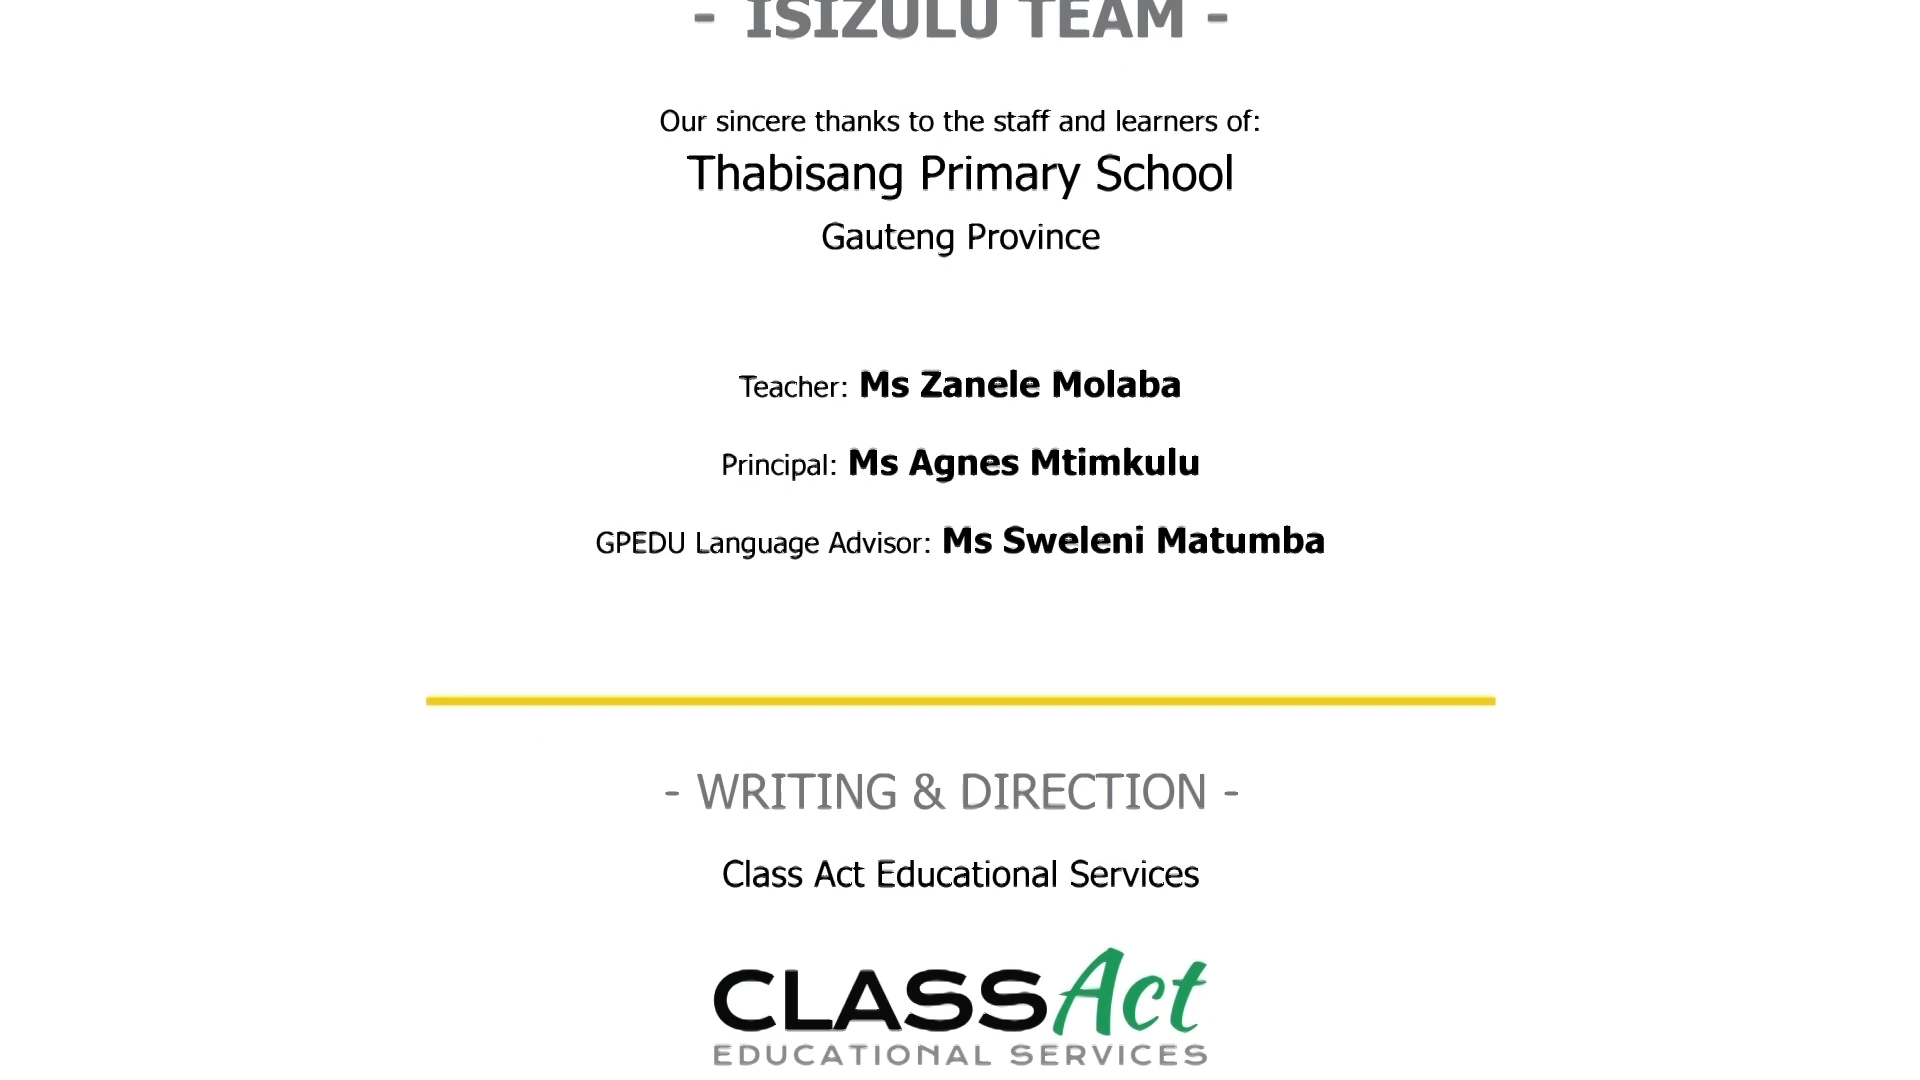 - ISIZULU TEAM -
Our sincere thanks to the staff and learners of:
Thabisang Primary School
Gauteng Province
Teacher: Ms Zanele Molaba
Principal: Ms Agnes Mtimkulu
GPEDU Language Advisor: Ms Sweleni Matumba
- WRITING & DIRECTION -
Class Act Educational Services
CLASS Act
EDUCATIONAL SERVICES